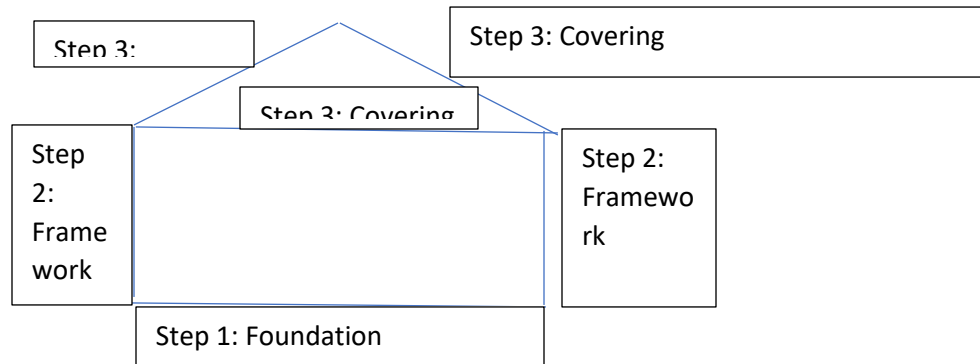 Step 3:
Step 3: Covering
Step 3: Covering
Step
2:
Frame
work
Step 2:
Framewo
rk
Step 1: Foundation